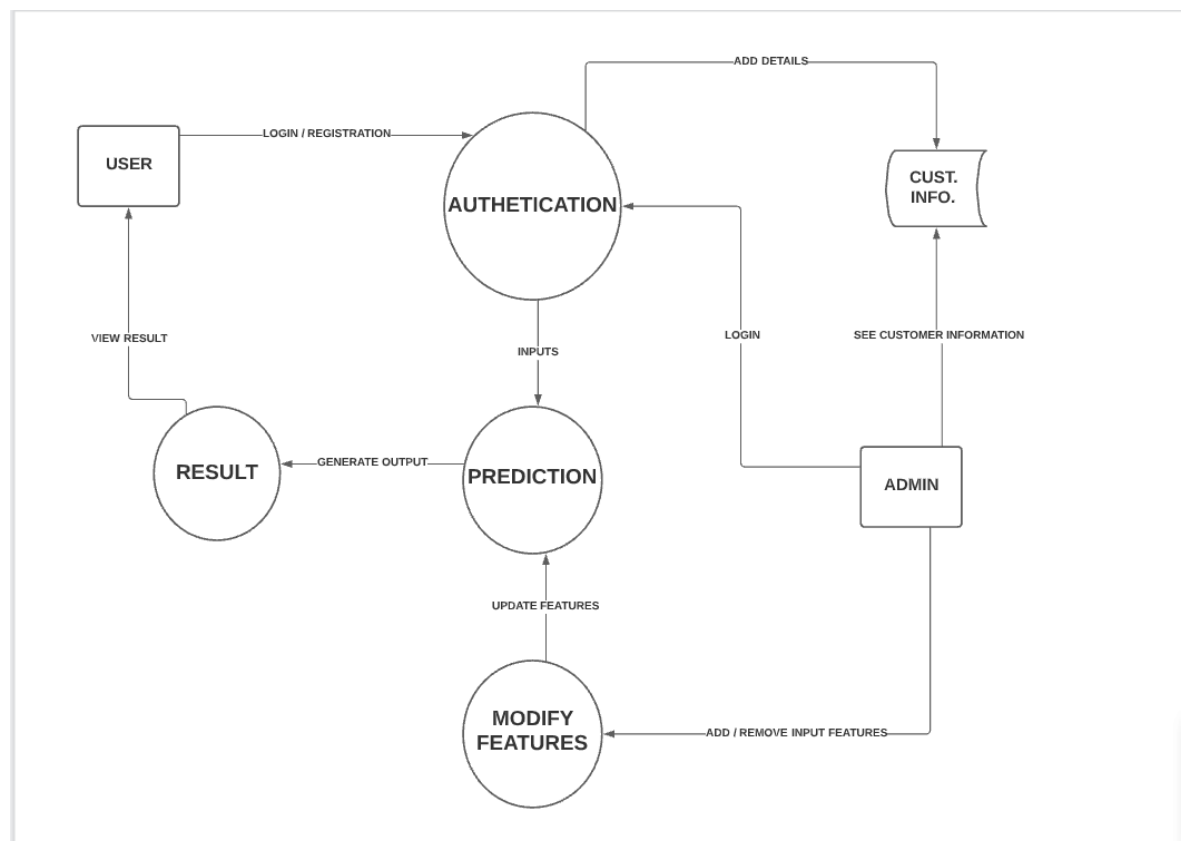 ADD DETAILS
LOGIN / REGISTRATION
USER
AUTHETICATION
CUST.
INFO.
VIEW RESULT
INPUTS
LOGIN
SEE CUSTOMER INFORMATION
RESULT
GENERATE OUTPUT
PREDICTION
ADMIN
UPDATE FEATURES
MODIFY
FEATURES
ADD / REMOVE INPUT FEATURES